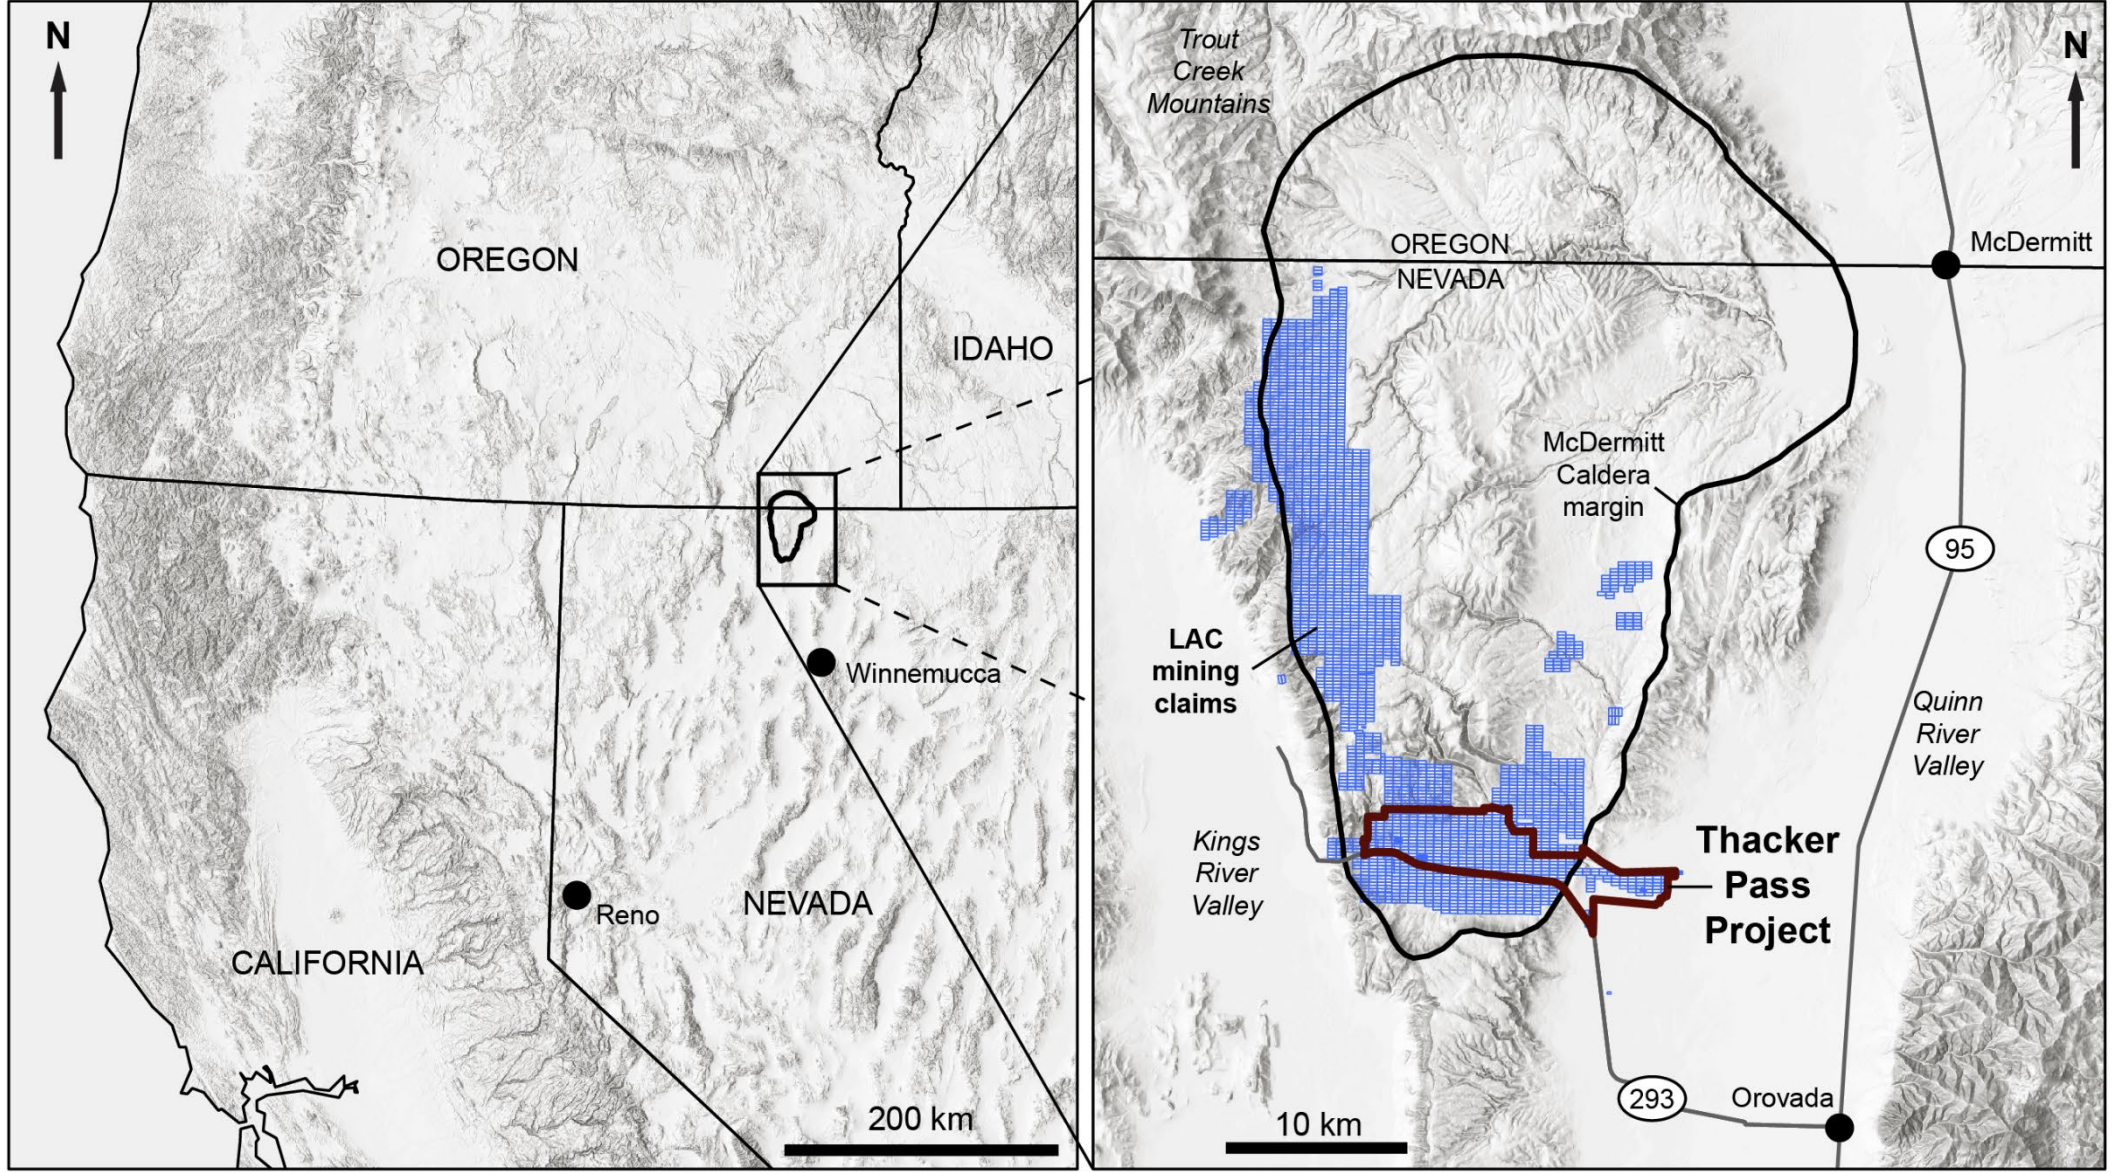 N
OREGON
IDAHO
Winnemucca
Reno
NEVADA
CALIFORNIA
200 km
Trout
Creek
Mountains
N
McDermitt
OREGON
NEVADA
McDermitt
Caldera
margin
95
LAC
mining
claims
Quinn
River
Valley
Kings
River
Valley
Thacker
Pass
Project
293
Orovada
10 km